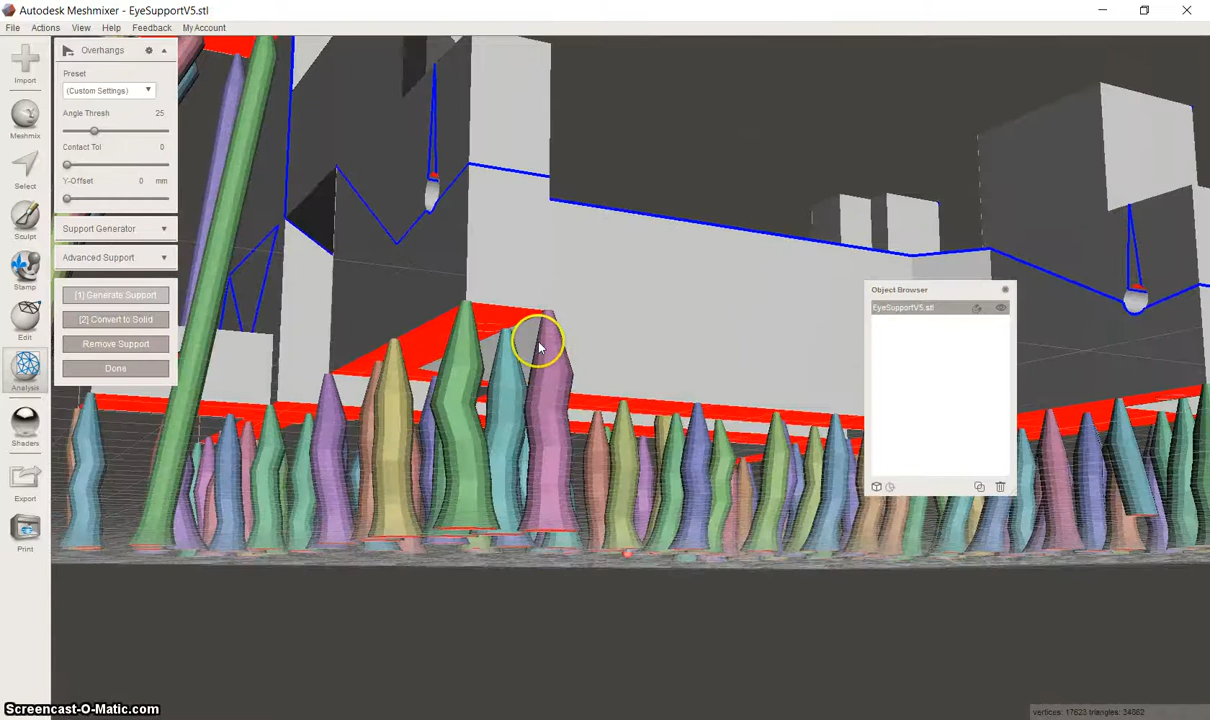 Autodesk Meshmixer - EyeSupportV5.stl
File Actions View Help Feedback My Account
Import
Meshmix
Select
Sculpt
Stamp
Edit
Analysis
Shaders
Export
Print
Overhangs
Preset
(Custom Settings)
Angle Thresh 25
Contact Tol 0
Y-Offset 0 mm
Support Generator
Advanced Support
[1] Generate Support
[2] Convert to Solid
Remove Support
Done
Object Browser
EyeSupportV5.stl
Screencast-O-Matic.com
vertices: 17623 triangles: 34862